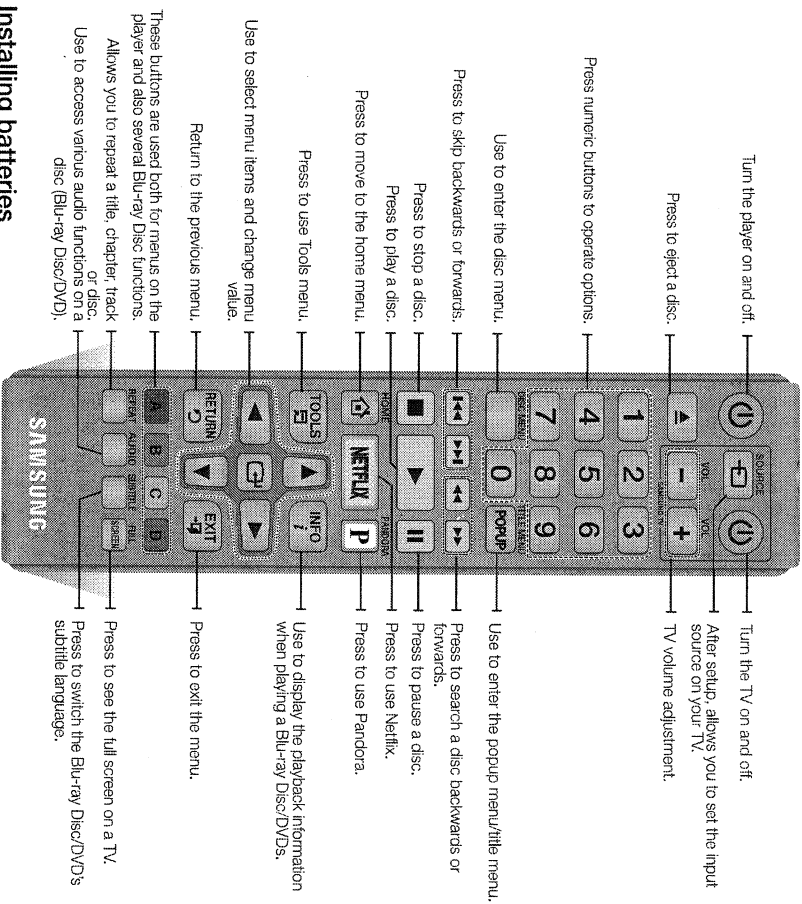 Turn the player on and off.
Press to eject a disc.
Press numeric buttons to operate options.
Use to enter the disc menu.
Press to skip backwards or forwards.
Press to stop a disc.
Press to play a disc.
Press to move to the home menu.
Press to use Tools menu.
Use to select menu items and change menu
value.
Return to the previous menu.
These buttons are used both for menus on the
player and also several Blu-ray Disc functions.
Allows you to repeat a title, chapter, track
or disc.
Use to access various audio functions on a
disc (Blu-ray Disc/DVD).
SOURCE
VOL VOL
- +
SAMSUNG TV
1 2 3
4 5 6
7 8 9
DISC MENU TITLE MENU
0 POPUP
HOME PANDORA
NETFLIX P
TOOLS INFO
i
RETURN EXIT
A B C D
REPEAT AUDIO SUBTITLE FULL
SCREEN
SAMSUNG
Turn the TV on and off.
After setup, allows you to set the input
source on your TV.
TV volume adjustment.
Use to enter the popup menu/title menu.
Press to search a disc backwards or
forwards.
Press to pause a disc.
Press to use Netflix.
Press to use Pandora.
Use to display the playback information
when playing a Blu-ray Disc/DVDs.
Press to exit the menu.
Press to see the full screen on a TV.
Press to switch the Blu-ray Disc/DVD's
subtitle language.
Installing batteries